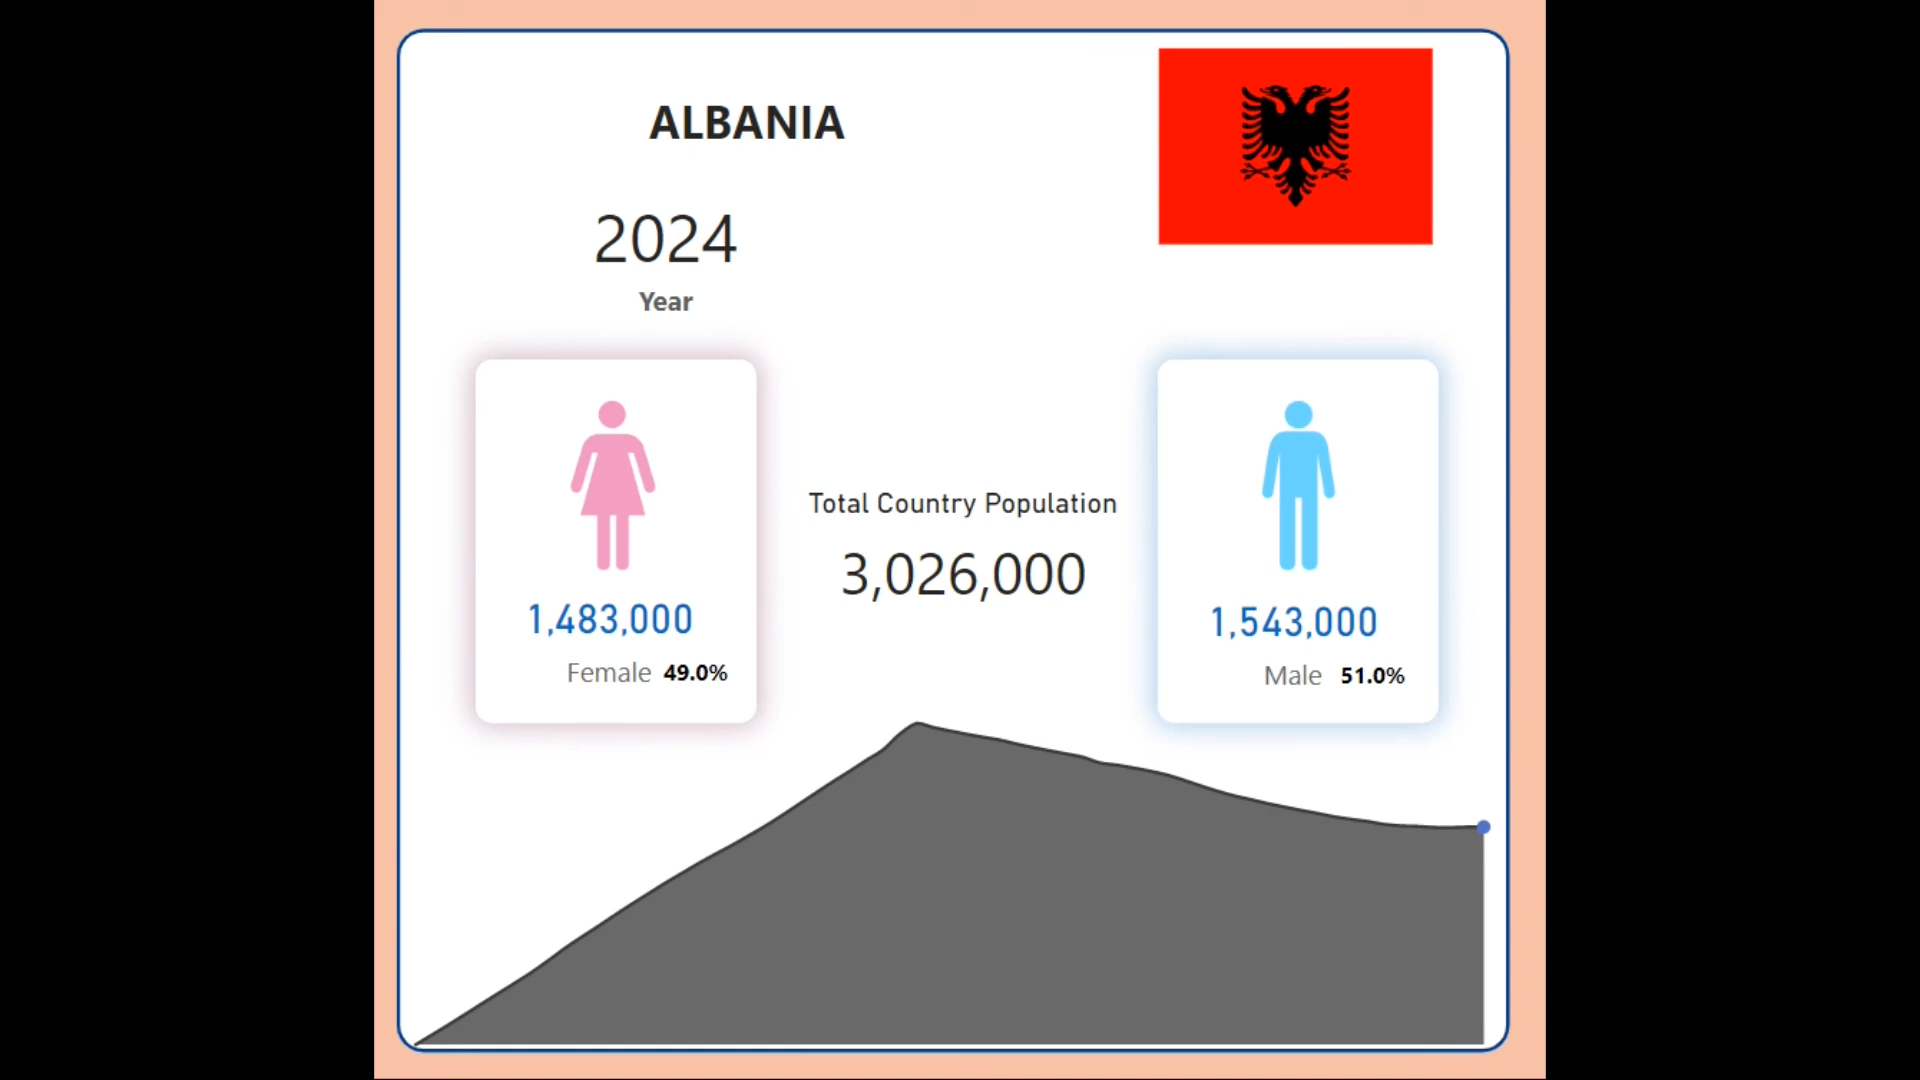 ALBANIA
2024
Year
Total Country Population
3,026,000
1,483,000
Female 49.0%
1,543,000
Male 51.0%